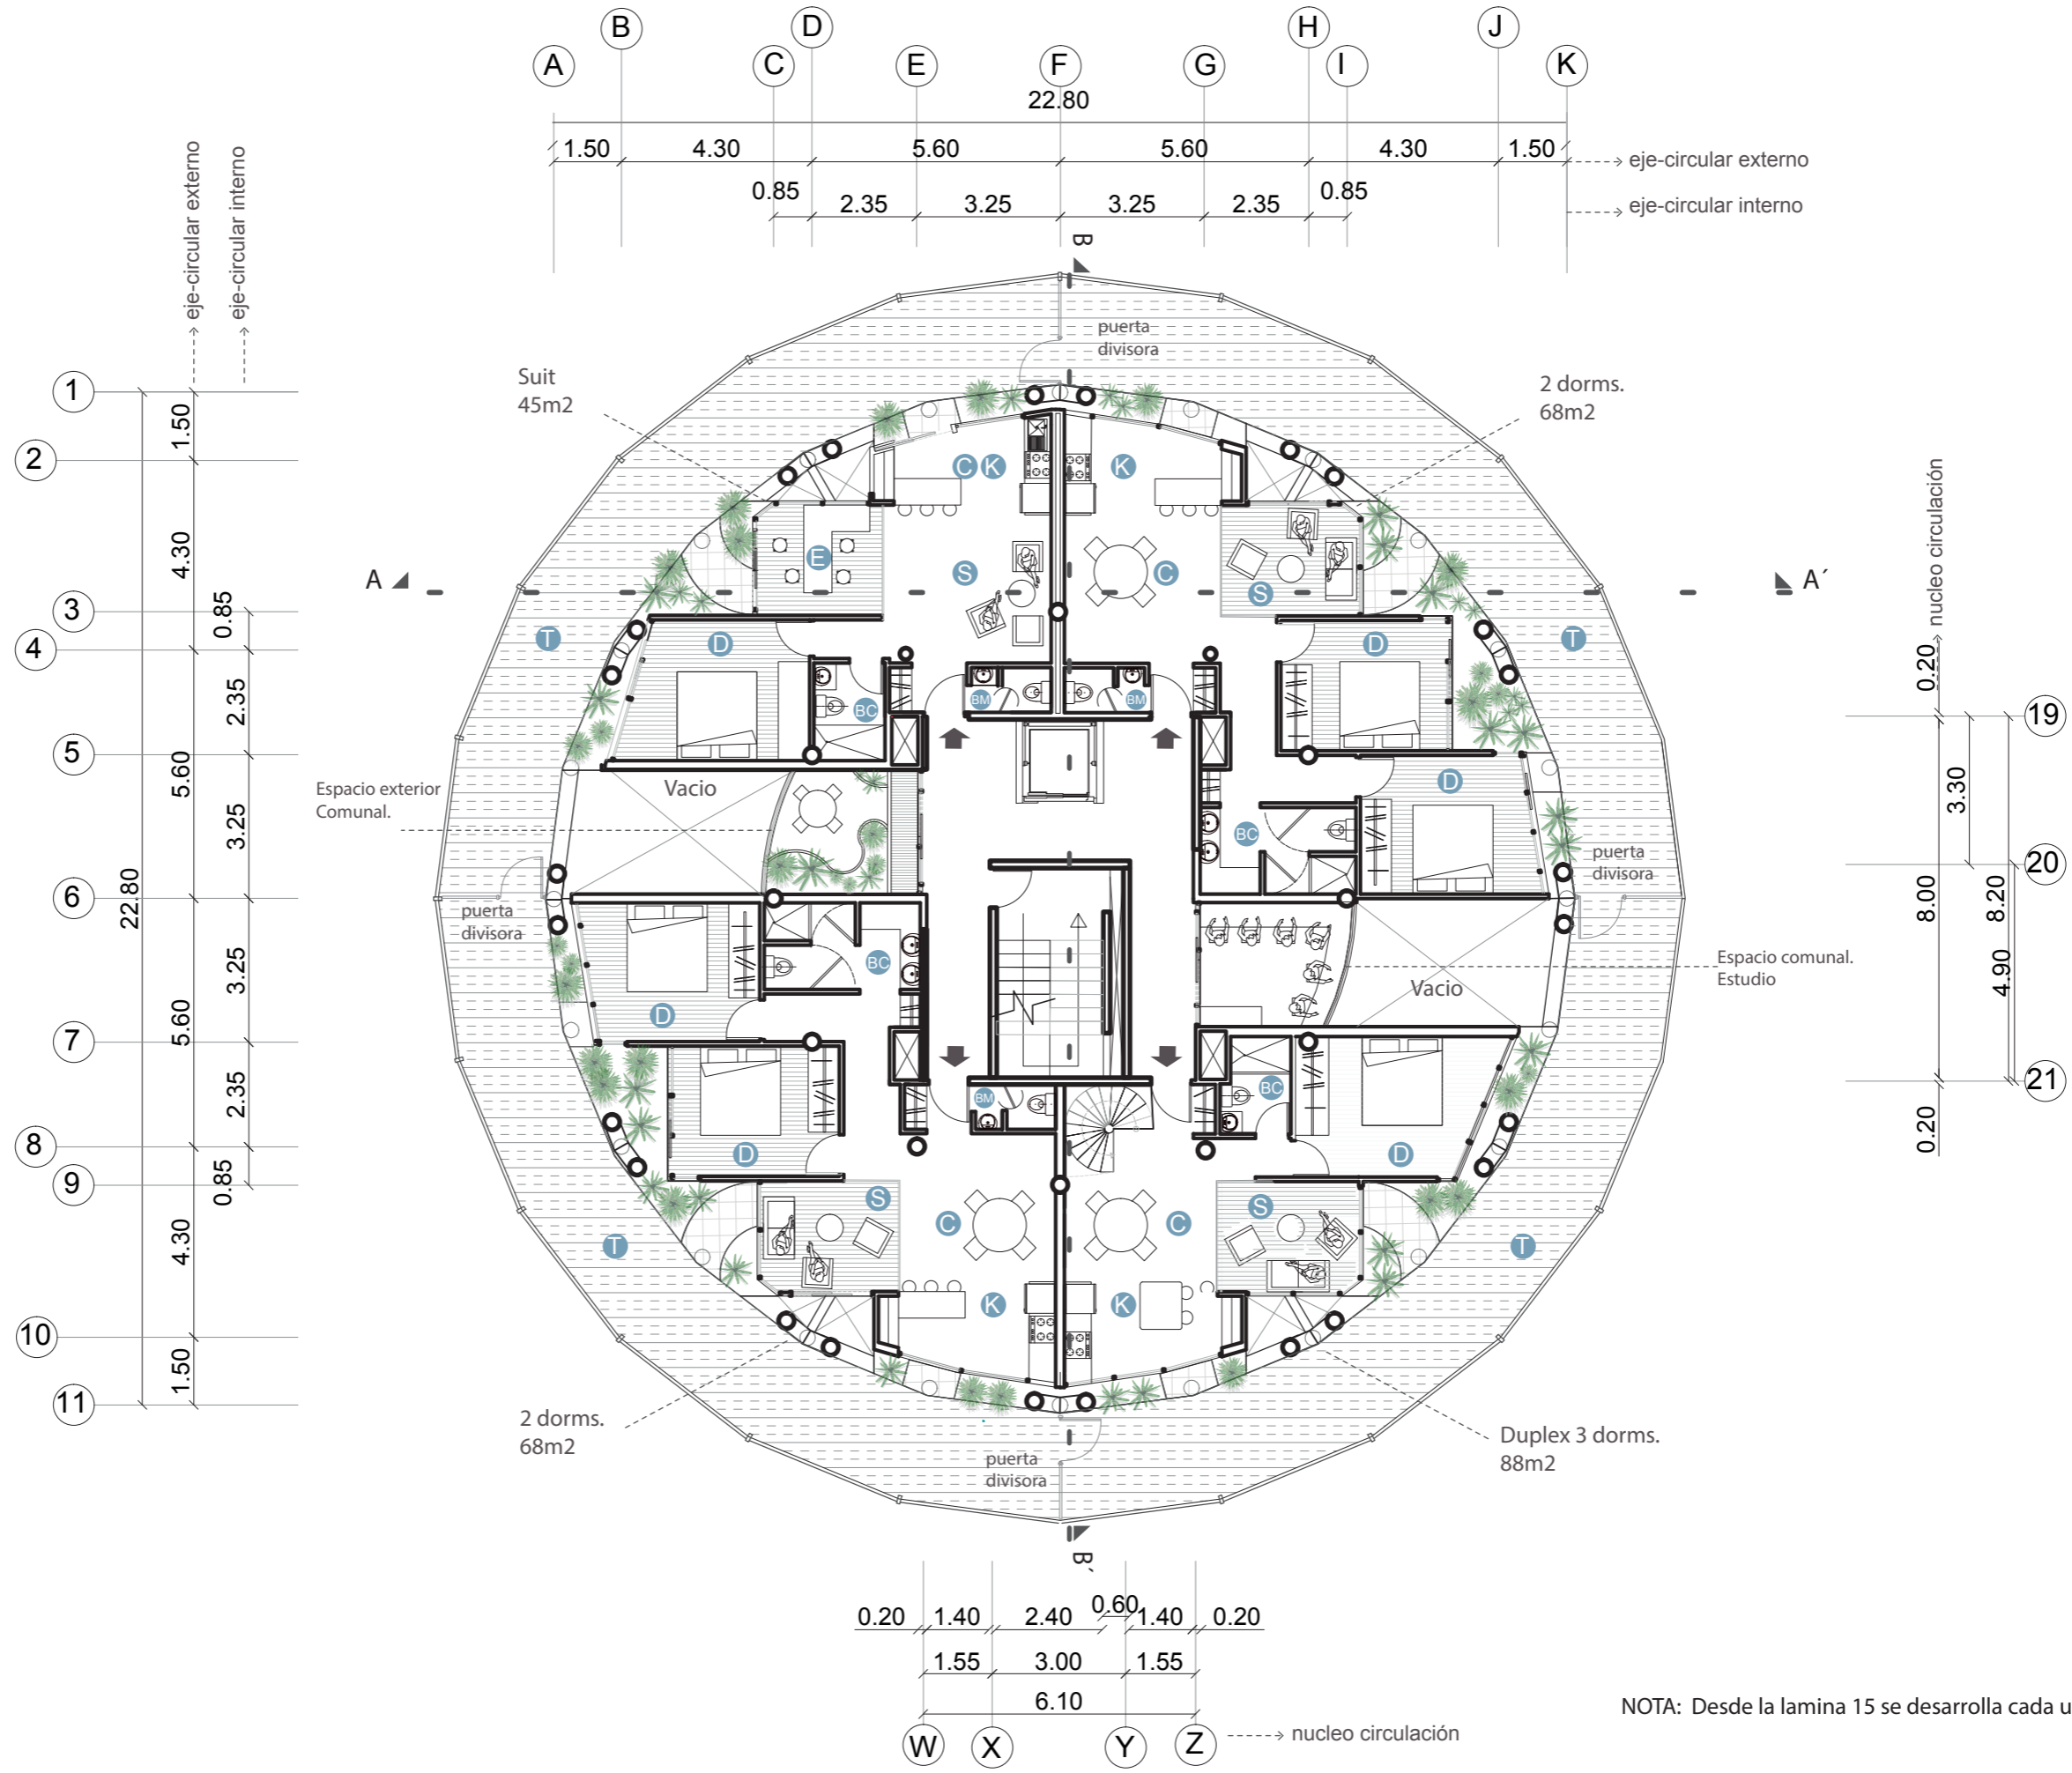 B D H J
A C E F G I K
22.80
1.50 4.30 5.60 5.60 4.30 1.50 eje-circular externo
0.85 0.85
2.35 3.25 3.25 2.35 eje-circular interno
eje-circular externo
eje-circular interno
B
puerta
divisora
Suit
45m2
2 dorms.
68m2
1
2
3
4
5
6
7
8
9
10
11
1.50
4.30
5.60
5.60
4.30
1.50
22.80
0.85
2.35
3.25
3.25
2.35
0.85
nucleo circulación
0.20
3.30
8.00
8.20
4.90
0.20
19
20
21
C K K
E S C S
A A´
T D D T
BC BM BM
D
Espacio exterior
Comunal.
Vacio
BC
puerta
divisora
puerta
divisora
BC
D
Espacio comunal.
Estudio
Vacio
BM BC
D D
S C C S
T T
K K
2 dorms.
68m2
Duplex 3 dorms.
88m2
puerta
divisora
B´
0.20 1.40 2.40 0.60 1.40 0.20
1.55 3.00 1.55
6.10
W X Y Z nucleo circulación
NOTA: Desde la lamina 15 se desarrolla cada u